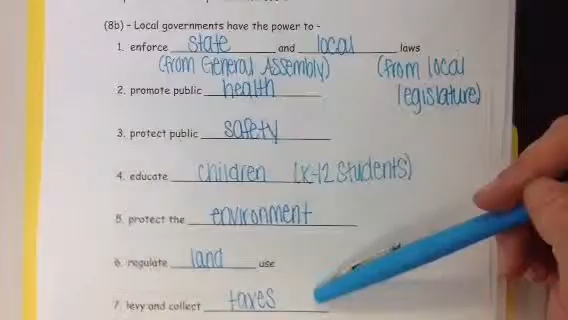 (8b) - Local governments have the power to -
1. enforce state and local laws
(from General Assembly) (from local
2. promote public health legislature)
3. protect public safety
4. educate children (K-12 students)
5. protect the environment
6. regulate land use
7. levy and collect taxes